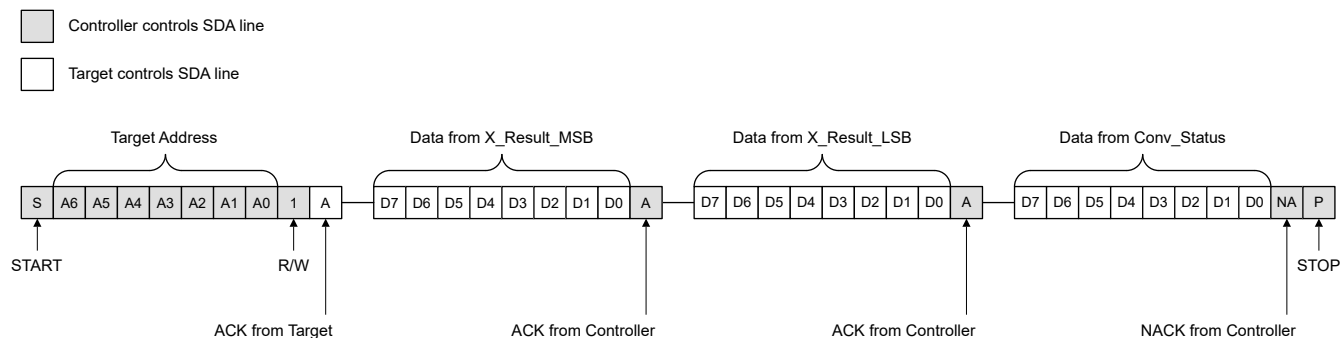 Controller controls SDA line
Target controls SDA line
Target Address Data from X_Result_MSB Data from X_Result_LSB Data from Conv_Status
S A6 A5 A4 A3 A2 A1 A0 1 A D7 D6 D5 D4 D3 D2 D1 D0 A D7 D6 D5 D4 D3 D2 D1 D0 A D7 D6 D5 D4 D3 D2 D1 D0 NA P
START R/W STOP
ACK from Target ACK from Controller ACK from Controller NACK from Controller